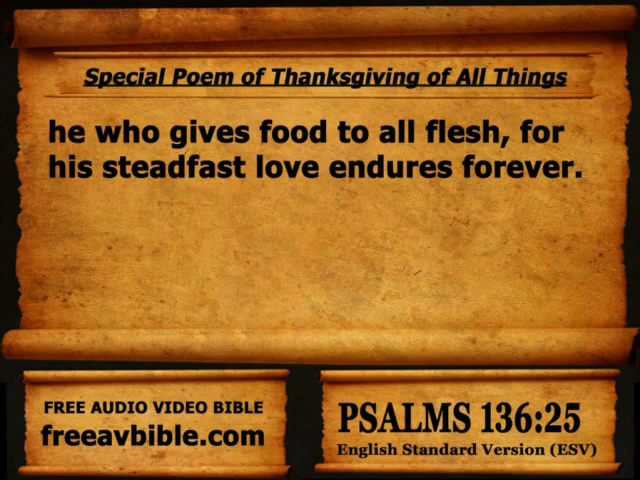 Special Poem of Thanksgiving of All Things
he who gives food to all flesh, for
his steadfast love endures forever.
FREE AUDIO VIDEO BIBLE
freeavbible.com
PSALMS 136:25
English Standard Version (ESV)